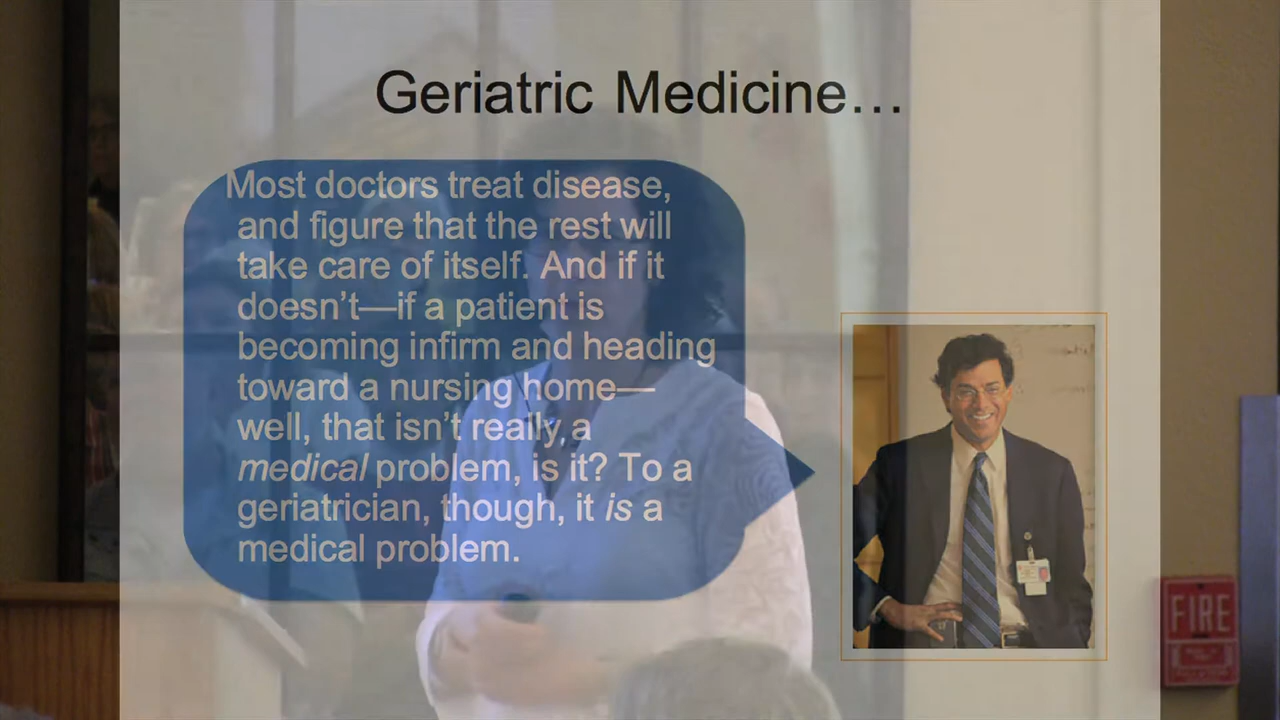 Geriatric Medicine…
Most doctors treat disease,
and figure that the rest will
take care of itself. And if it
doesn’t—if a patient is
becoming infirm and heading
toward a nursing home—
well, that isn’t really a
medical problem, is it? To a
geriatrician, though, it is a
medical problem.
FIRE